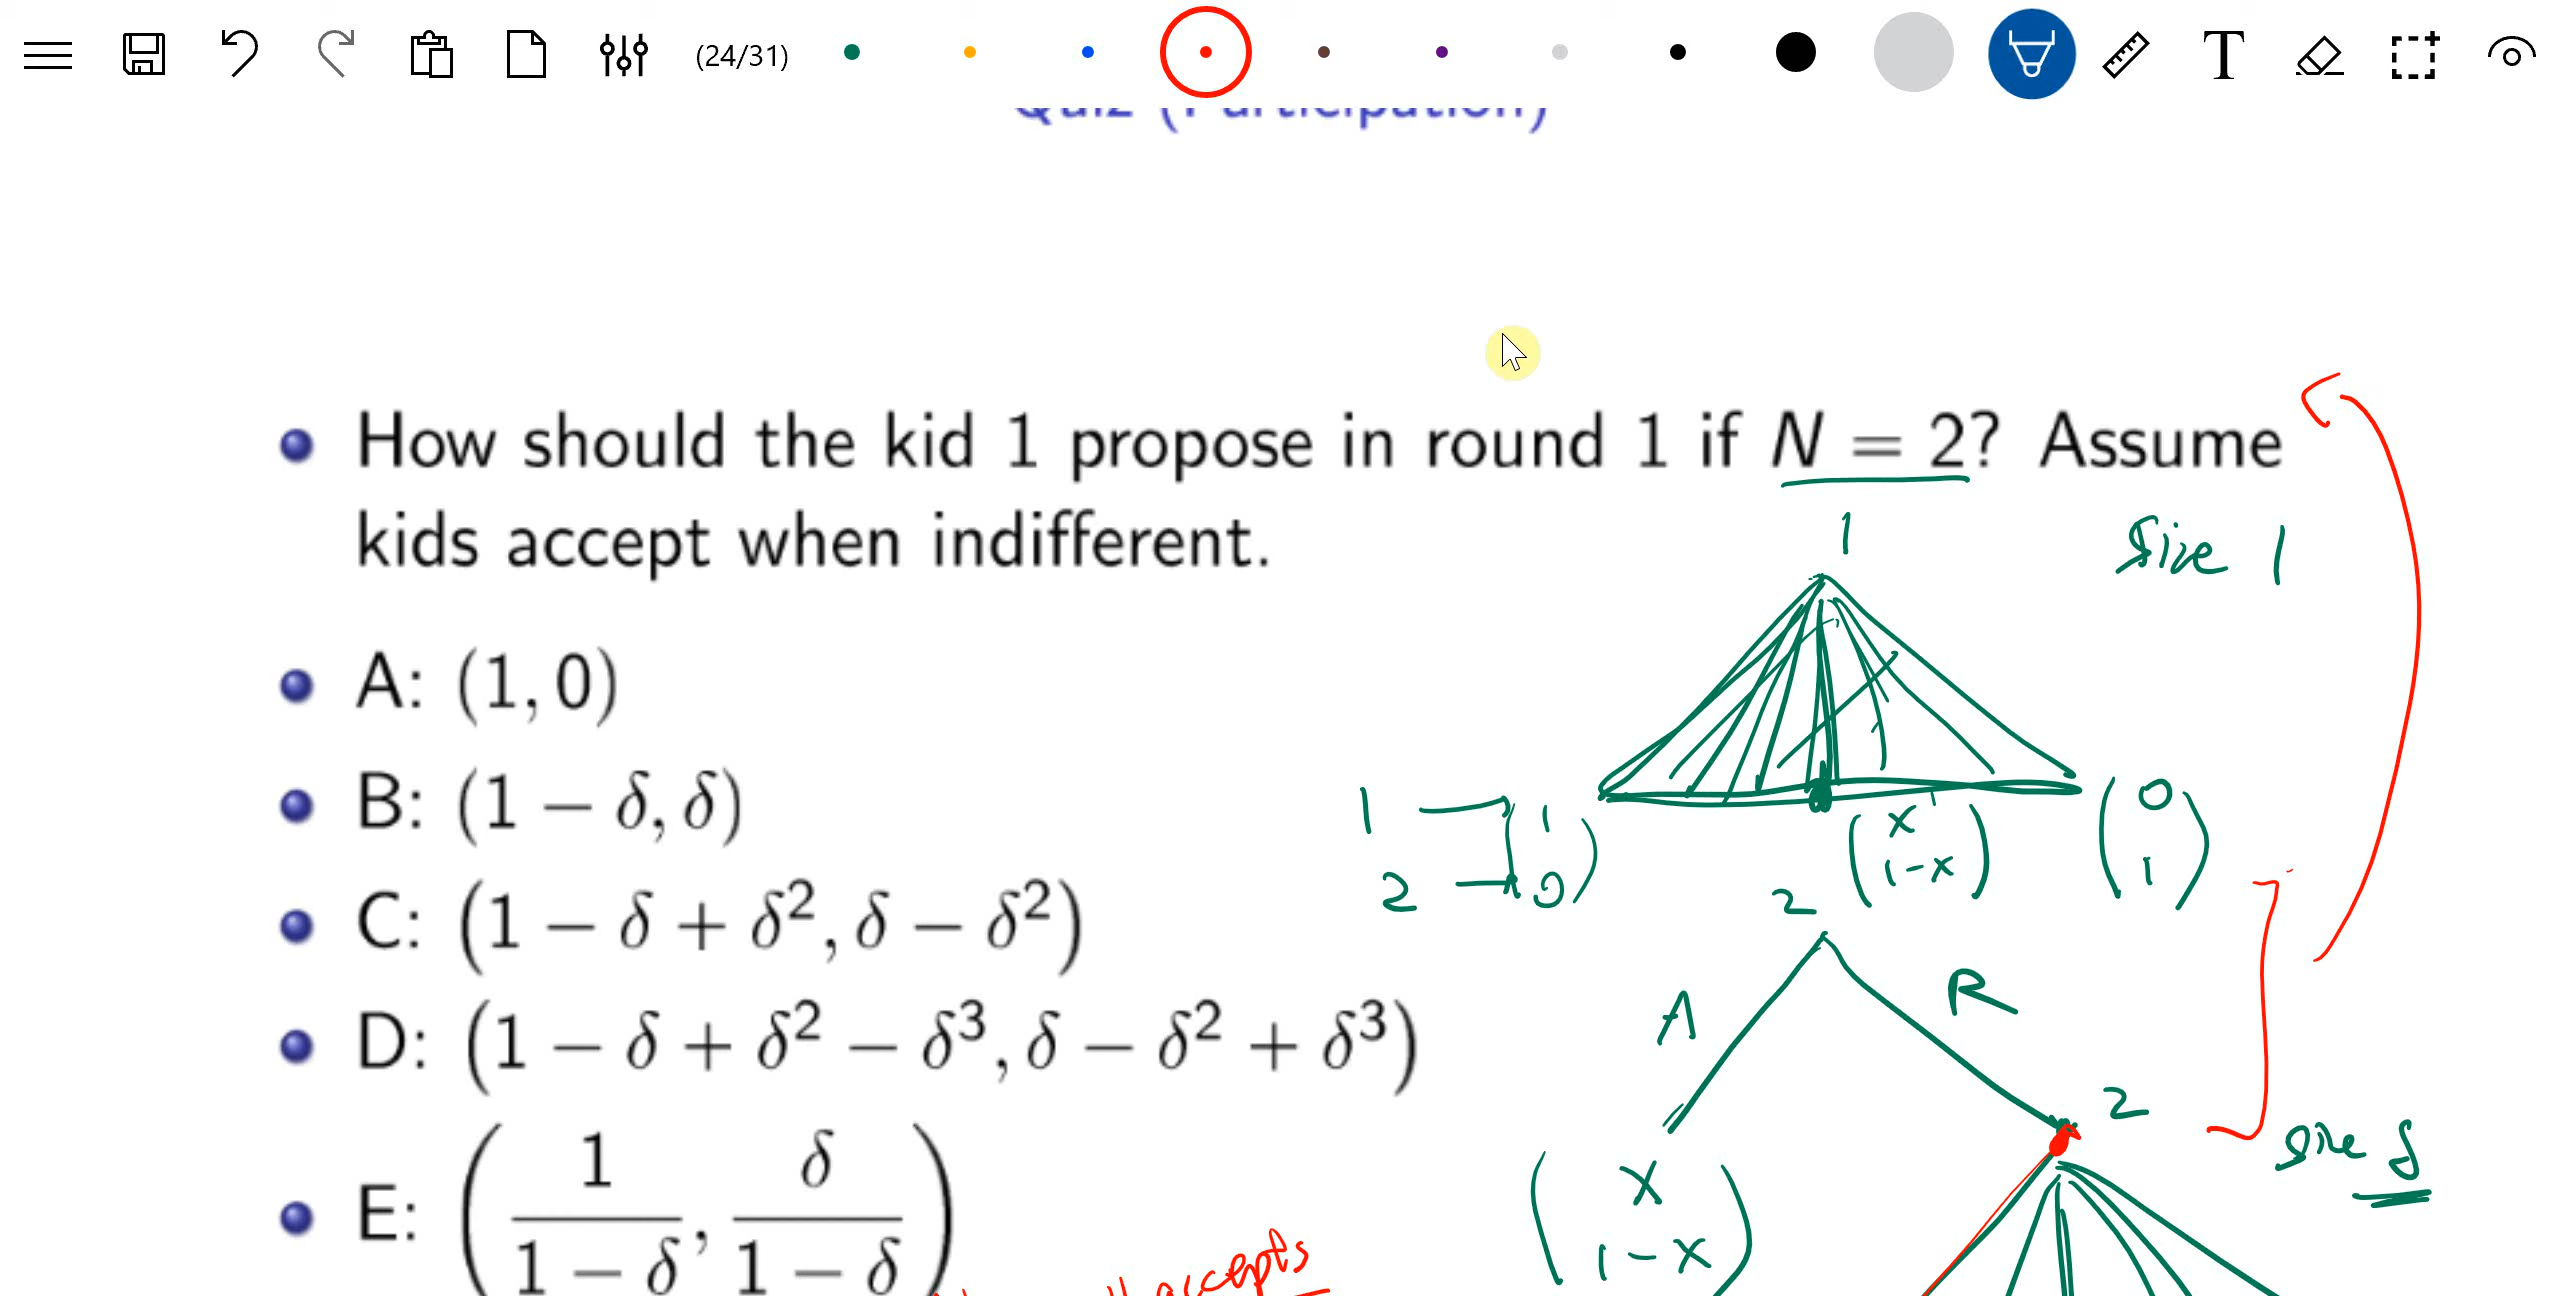 (24/31)
Quiz (Participation)
How should the kid 1 propose in round 1 if N = 2? Assume
kids accept when indifferent.
Size 1
1
A: (1, 0)
B: (1 − δ, δ)
1 ( 1 0 )
2
( x 1-x )
( 0 1 )
2
C: (1 − δ + δ², δ − δ²)
A
R
D: (1 − δ + δ² − δ³, δ − δ² + δ³)
2
Size δ
E: (1/(1 − δ), δ/(1 − δ))
( x 1-x )
accepts